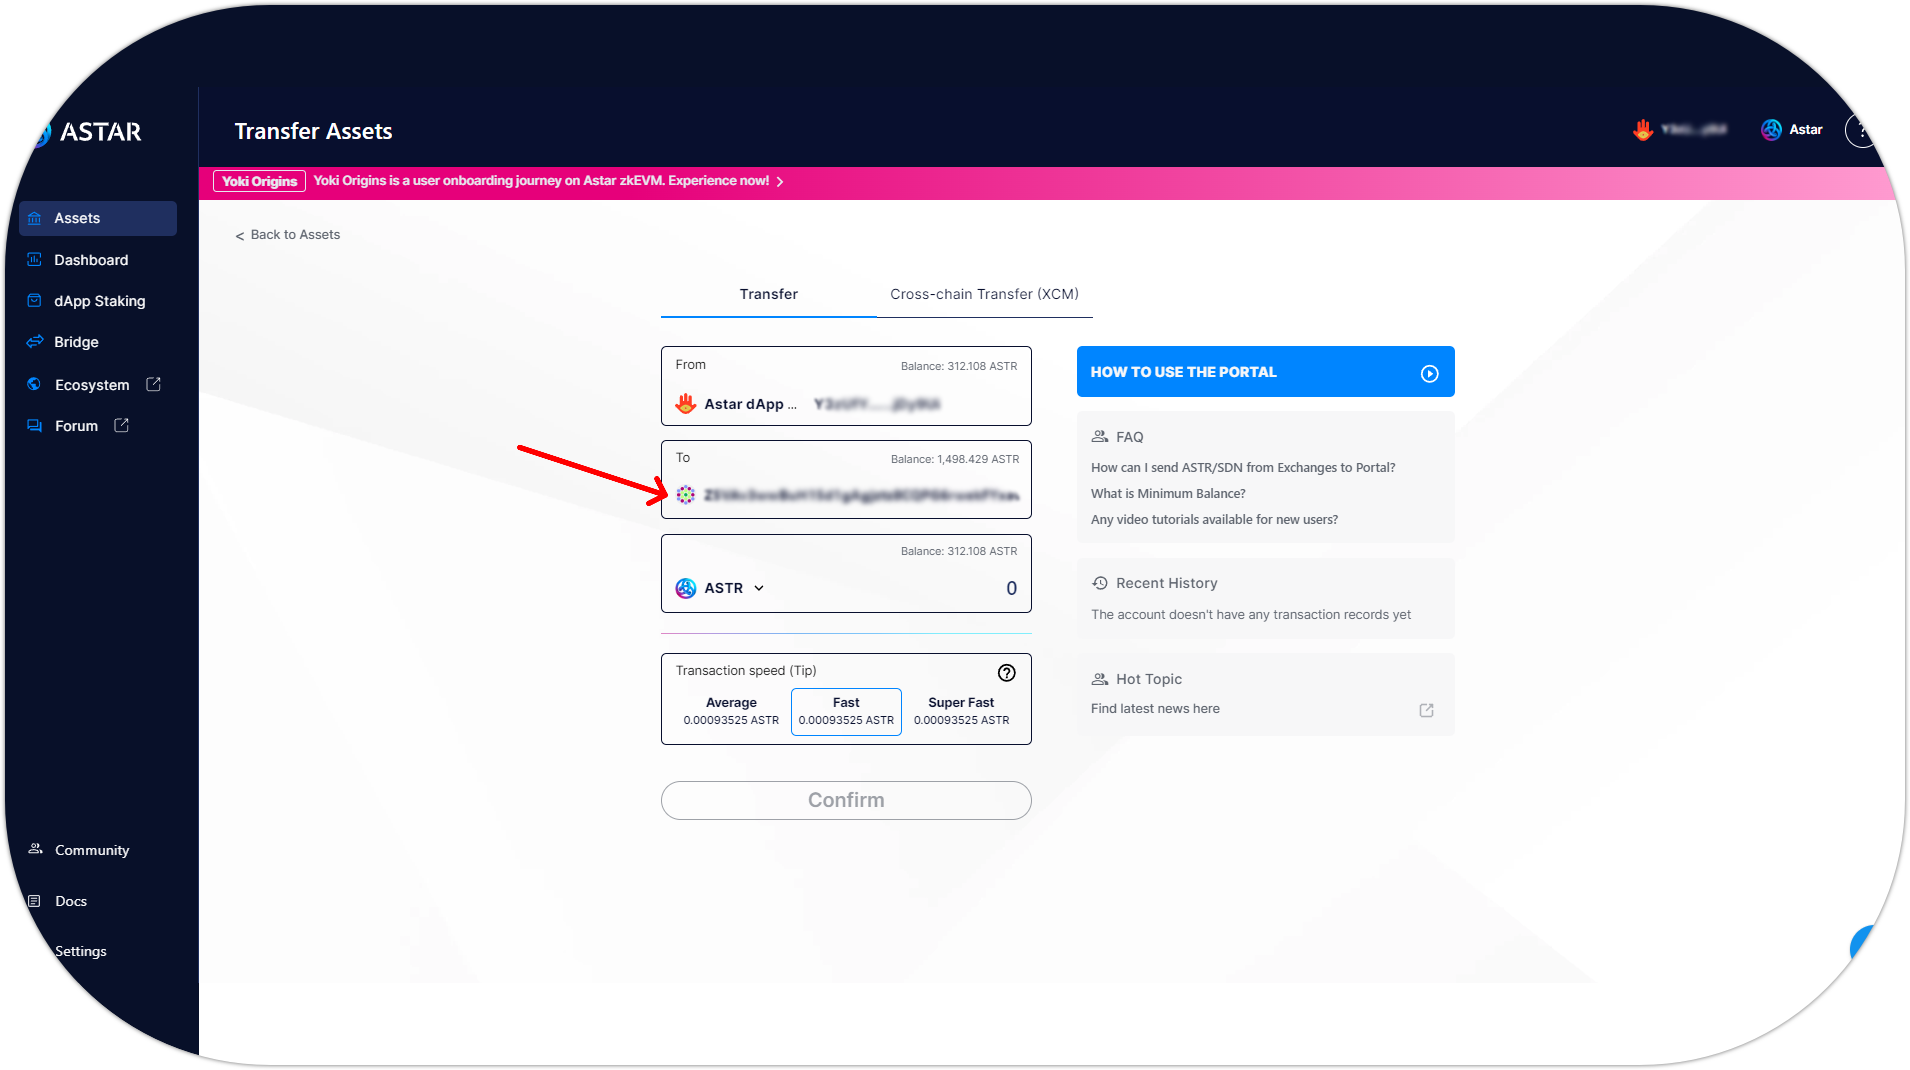 ASTAR
Transfer Assets
Astar
?
Yoki Origins
Yoki Origins is a user onboarding journey on Astar zkEVM. Experience now! >
Assets
Dashboard
dApp Staking
Bridge
Ecosystem
Forum
Community
Docs
Settings
< Back to Assets
Transfer
Cross-chain Transfer (XCM)
From
Balance: 312.108 ASTR
Astar dApp ...
To
Balance: 1,498.429 ASTR
Balance: 312.108 ASTR
ASTR
0
Transaction speed (Tip)
?
Average
0.00093525 ASTR
Fast
0.00093525 ASTR
Super Fast
0.00093525 ASTR
Confirm
HOW TO USE THE PORTAL
FAQ
How can I send ASTR/SDN from Exchanges to Portal?
What is Minimum Balance?
Any video tutorials available for new users?
Recent History
The account doesn't have any transaction records yet
Hot Topic
Find latest news here